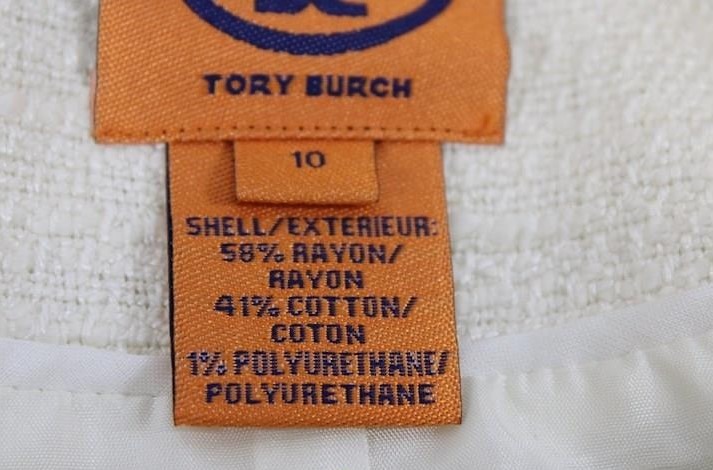 TORY BURCH
10
SHELL/EXTERIEUR:
58% RAYON/
RAYON
41% COTTON/
COTON
1% POLYURETHANE/
POLYURETHANE